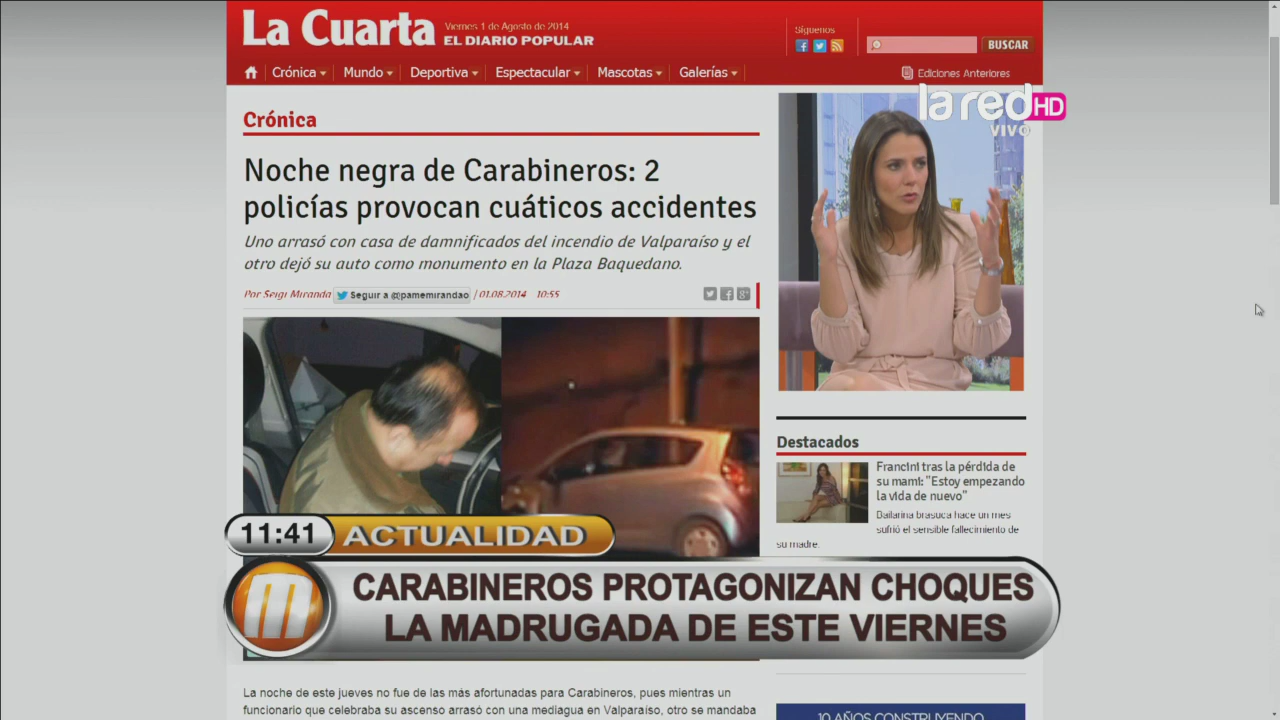 La Cuarta
Viernes 1 de Agosto de 2014
EL DIARIO POPULAR
Síguenos
BUSCAR
Crónica
Mundo
Deportiva
Espectacular
Mascotas
Galerías
Ediciones Anteriores
la red HD
VIVO
Crónica
Noche negra de Carabineros: 2
policías provocan cuáticos accidentes
Uno arrasó con casa de damnificados del incendio de Valparaíso y el
otro dejó su auto como monumento en la Plaza Baquedano.
Por Seigi Miranda
Seguir a @pamemirandao
/ 01.08.2014 10:55
Destacados
Francini tras la pérdida de
su mami: "Estoy empezando
la vida de nuevo"
Bailarina brasuca hace un mes
sufrió el sensible fallecimiento de
su madre.
11:41
ACTUALIDAD
m
CARABINEROS PROTAGONIZAN CHOQUES
LA MADRUGADA DE ESTE VIERNES
La noche de este jueves no fue de las más afortunadas para Carabineros, pues mientras un
funcionario que celebraba su ascenso arrasó con una mediagua en Valparaíso, otro se mandaba
10 AÑOS CONSTRUYENDO